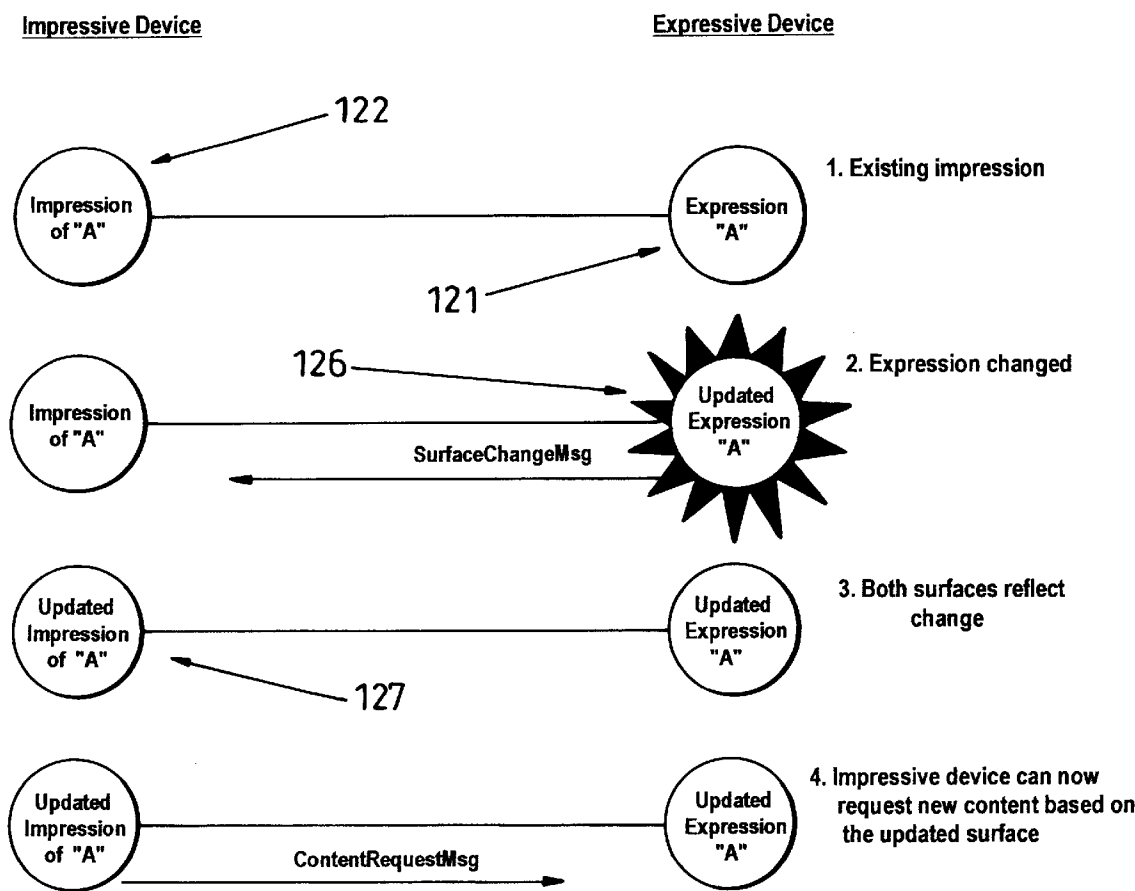 Impressive Device
Expressive Device
122
Impression
of "A"
Expression
"A"
1. Existing impression
121
126
Impression
of "A"
Updated
Expression
"A"
2. Expression changed
SurfaceChangeMsg
Updated
Impression
of "A"
Updated
Expression
"A"
3. Both surfaces reflect
change
127
Updated
Impression
of "A"
Updated
Expression
"A"
4. Impressive device can now
request new content based on
the updated surface
ContentRequestMsg